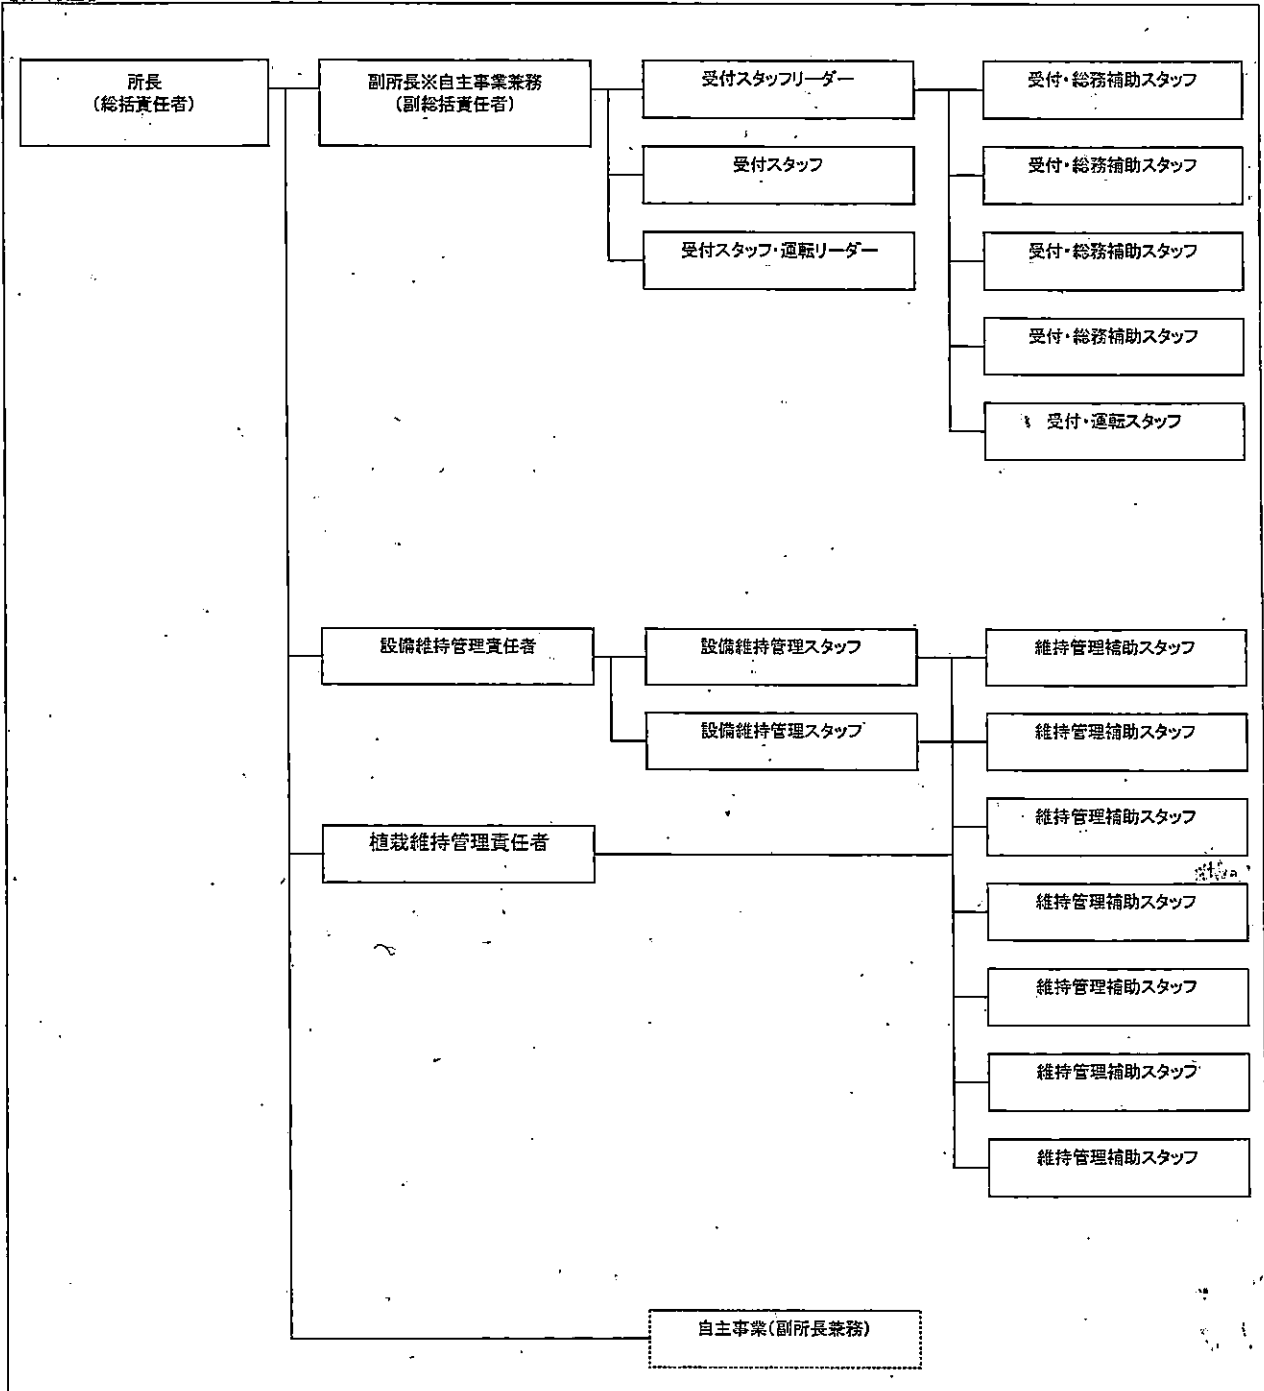 所長
(総括責任者)
副所長※自主事業兼務
(副総括責任者)
受付スタッフリーダー
受付・総務補助スタッフ
受付スタッフ
受付・総務補助スタッフ
受付スタッフ・運転リーダー
受付・総務補助スタッフ
受付・総務補助スタッフ
受付・運転スタッフ
設備維持管理責任者
設備維持管理スタッフ
維持管理補助スタッフ
設備維持管理スタッフ
維持管理補助スタッフ
維持管理補助スタッフ
植栽維持管理責任者
維持管理補助スタッフ
維持管理補助スタッフ
維持管理補助スタッフ
維持管理補助スタッフ
自主事業(副所長兼務)